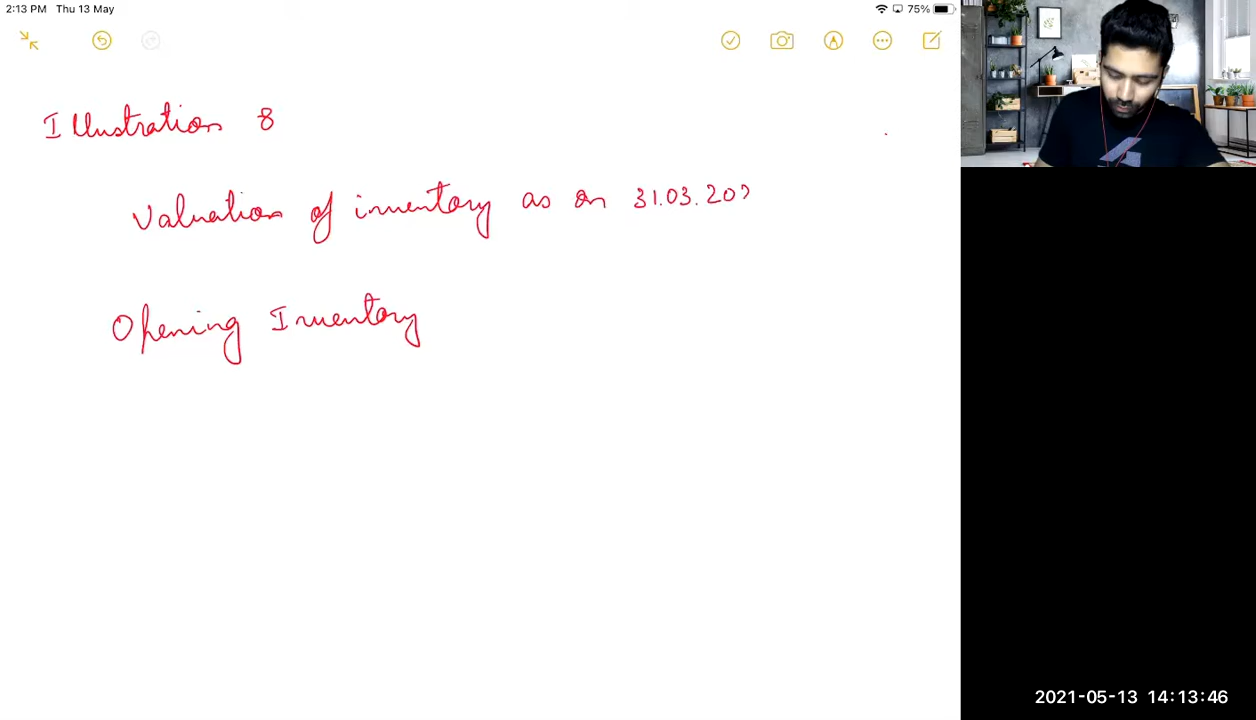 2:13 PM Thu 13 May
75%
Illustration 8
Valuation of inventory as on 31.03.20
Opening Inventory
2021-05-13 14:13:46